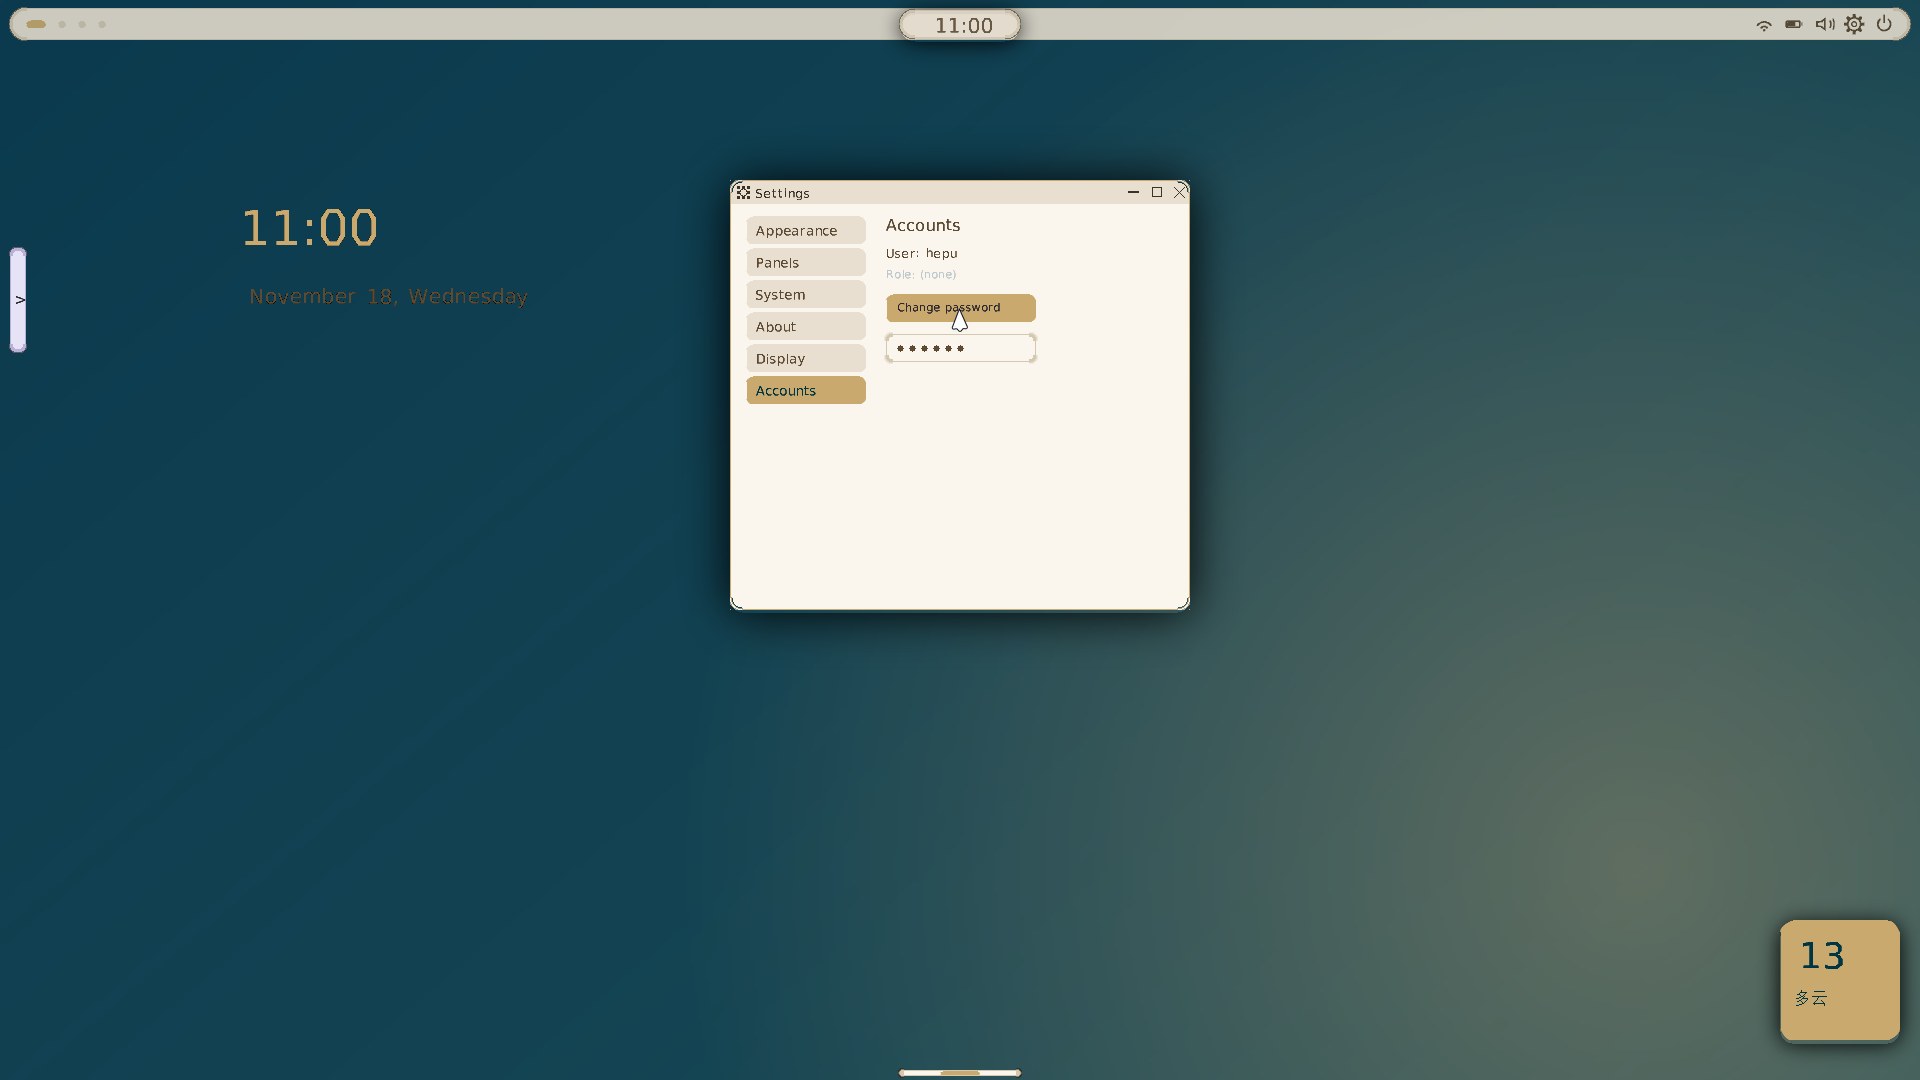 11:00
11:00
November 18, Wednesday
>
Settings
Appearance
Panels
System
About
Display
Accounts
Accounts
User: hepu
Role: (none)
Change password
13
多云